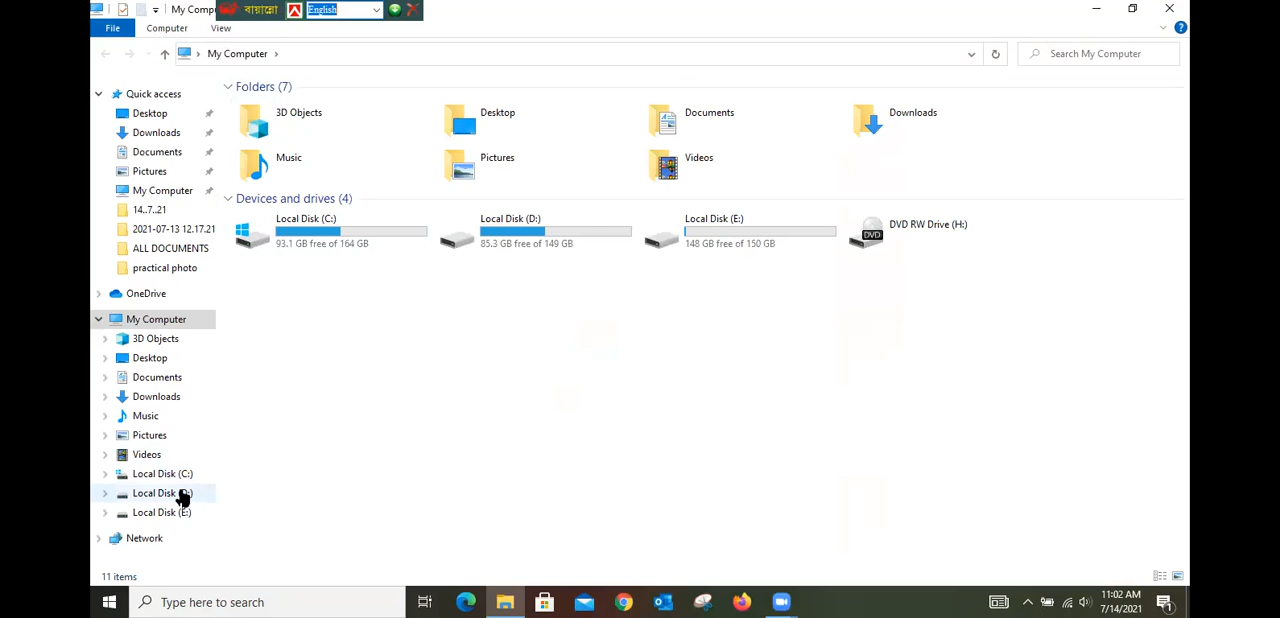 My Compu
বায়ান্নো
English
File
Computer
View
My Computer
Search My Computer
Quick access
Desktop
Downloads
Documents
Pictures
My Computer
14..7..21
2021-07-13 12.17.21
ALL DOCUMENTS
practical photo
OneDrive
My Computer
3D Objects
Desktop
Documents
Downloads
Music
Pictures
Videos
Local Disk (C:)
Local Disk
Local Disk (E:)
Network
Folders (7)
3D Objects
Desktop
Documents
Downloads
Music
Pictures
Videos
Devices and drives (4)
Local Disk (C:)
93.1 GB free of 164 GB
Local Disk (D:)
85.3 GB free of 149 GB
Local Disk (E:)
148 GB free of 150 GB
DVD
DVD RW Drive (H:)
11 items
Type here to search
11:02 AM
7/14/2021
1